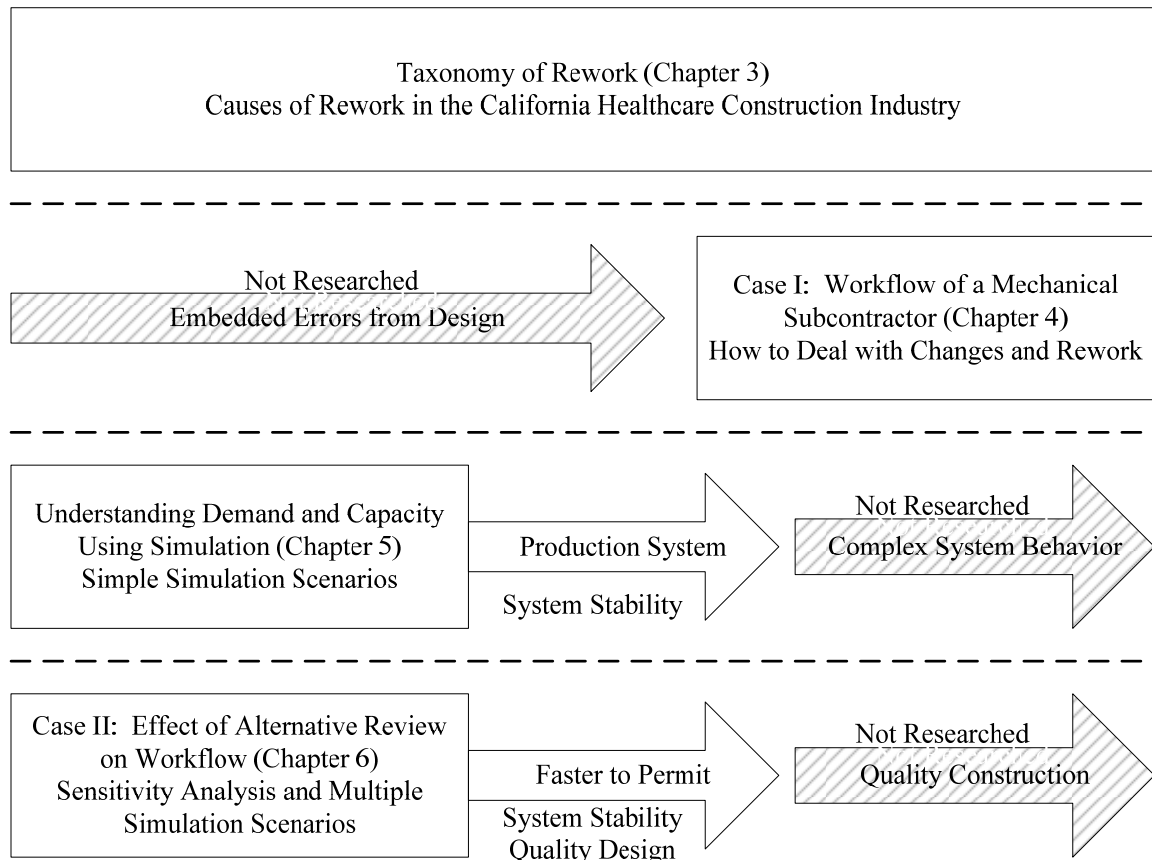 Taxonomy of Rework (Chapter 3)
Causes of Rework in the California Healthcare Construction Industry
Not Researched
Embedded Errors from Design
Case I:  Workflow of a Mechanical
Subcontractor (Chapter 4)
How to Deal with Changes and Rework
Understanding Demand and Capacity
Using Simulation (Chapter 5)
Simple Simulation Scenarios
Production System
System Stability
Not Researched
Complex System Behavior
Case II:  Effect of Alternative Review
on Workflow (Chapter 6)
Sensitivity Analysis and Multiple
Simulation Scenarios
Faster to Permit
System Stability
Quality Design
Not Researched
Quality Construction